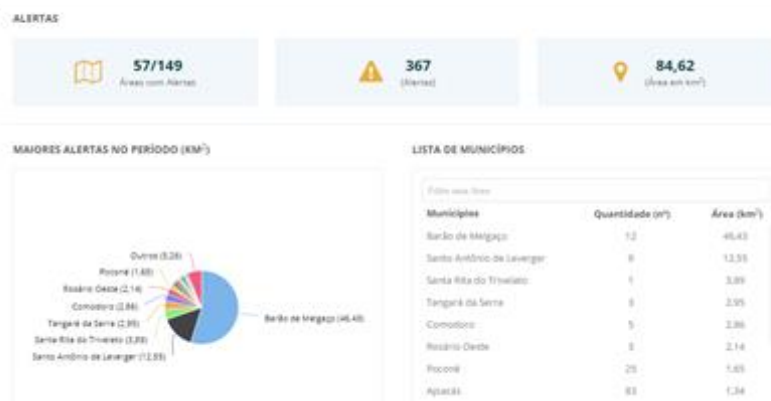 ALERTAS
57/149
Áreas com Alertas
367
(Alertas)
84,62
(Área em km²)
MAIORES ALERTAS NO PERÍODO (KM²)
Outros (5,28)
Poconé (1,65)
Rosário Oeste (2,14)
Comodoro (2,86)
Tangará da Serra (2,95)
Santa Rita do Trivelato (3,89)
Santo Antônio de Leverger (12,55)
Barão de Melgaço (46,43)
LISTA DE MUNICÍPIOS
Municípios Quantidade (nº) Área (km²)
Barão de Melgaço 12 46,43
Santo Antônio de Leverger 12,55
Santa Rita do Trivelato 1 3,89
Tangará da Serra 3 2,95
Comodoro 5 2,86
Rosário Oeste 2,14
Poconé 25 1,65
Apiacás 1,34